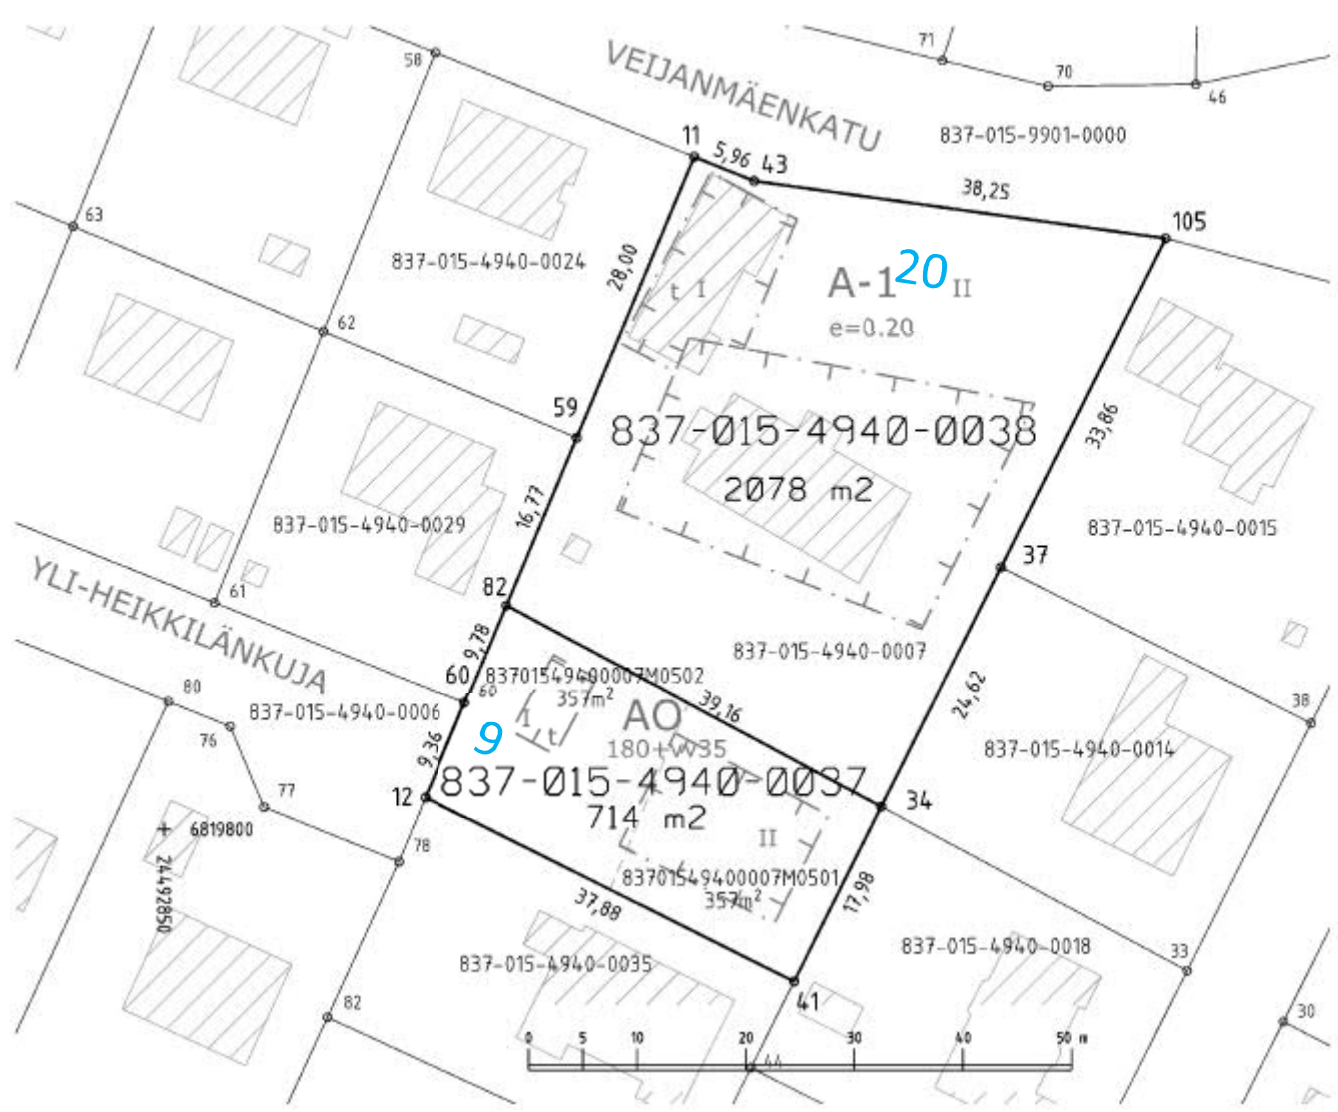 71
70
46
58
VEIJANMÄENKATU
837-015-9901-0000
11
5,96
43
38,25
105
63
837-015-4940-0024
28,00
A-1
20
II
t I
e=0.20
62
59
33,86
837-015-4940-0038
2078 m2
16,77
837-015-4940-0029
837-015-4940-0015
37
YLI-HEIKKILÄNKUJA
61
82
9,78
837-015-4940-0007
60
60
83701549400007M0502
357m²
24,62
39,16
80
76
837-015-4940-0006
I
t
AO
180+W35
9
9,36
38
837-015-4940-0014
837-015-4940-0037
12
77
34
714 m2
6819800
II
78
24492850
83701549400007M0501
357m²
17,98
37,88
837-015-4940-0018
33
837-015-4940-0035
41
82
30
0 5 10 20 30 40 50 m
44